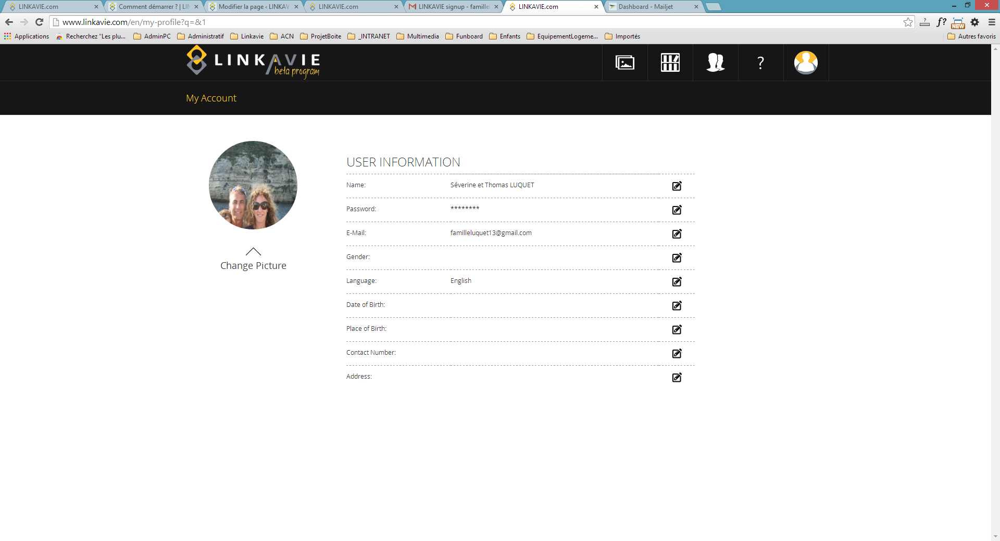 LINKAVIE.com
Comment démarrer ? | LIN
Modifier la page ‹ LINKAV
LINKAVIE.com
LINKAVIE signup - famille
LINKAVIE.com
Dashboard - Mailjet
www.linkavie.com/en/my-profile?q=&1
f?
NEW
Applications
Recherchez "Les plu...
AdminPC
Administratif
Linkavie
ACN
ProjetBoite
_INTRANET
Multimedia
Funboard
Enfants
EquipementLogeme...
Importés
Autres favoris
LINKAVIE
beta program
?
My Account
USER INFORMATION
Name: Séverine et Thomas LUQUET
Password: ********
E-Mail: familleluquet13@gmail.com
Gender:
Language: English
Date of Birth:
Place of Birth:
Contact Number:
Address:
Change Picture